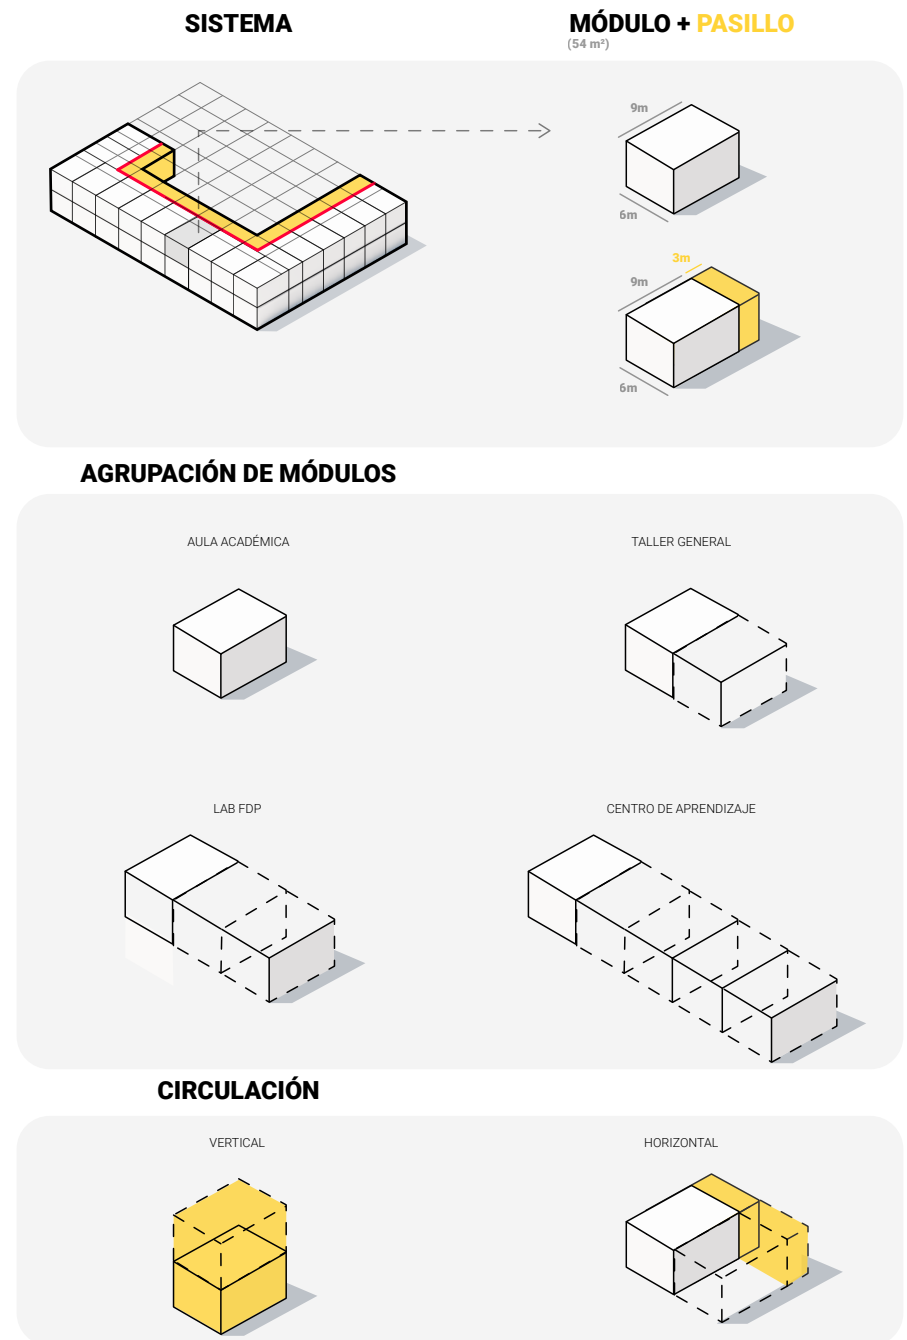 SISTEMA
MÓDULO + PASILLO
(54 m²)
9m
6m
3m
9m
6m
AGRUPACIÓN DE MÓDULOS
AULA ACADÉMICA
TALLER GENERAL
LAB FDP
CENTRO DE APRENDIZAJE
CIRCULACIÓN
VERTICAL
HORIZONTAL